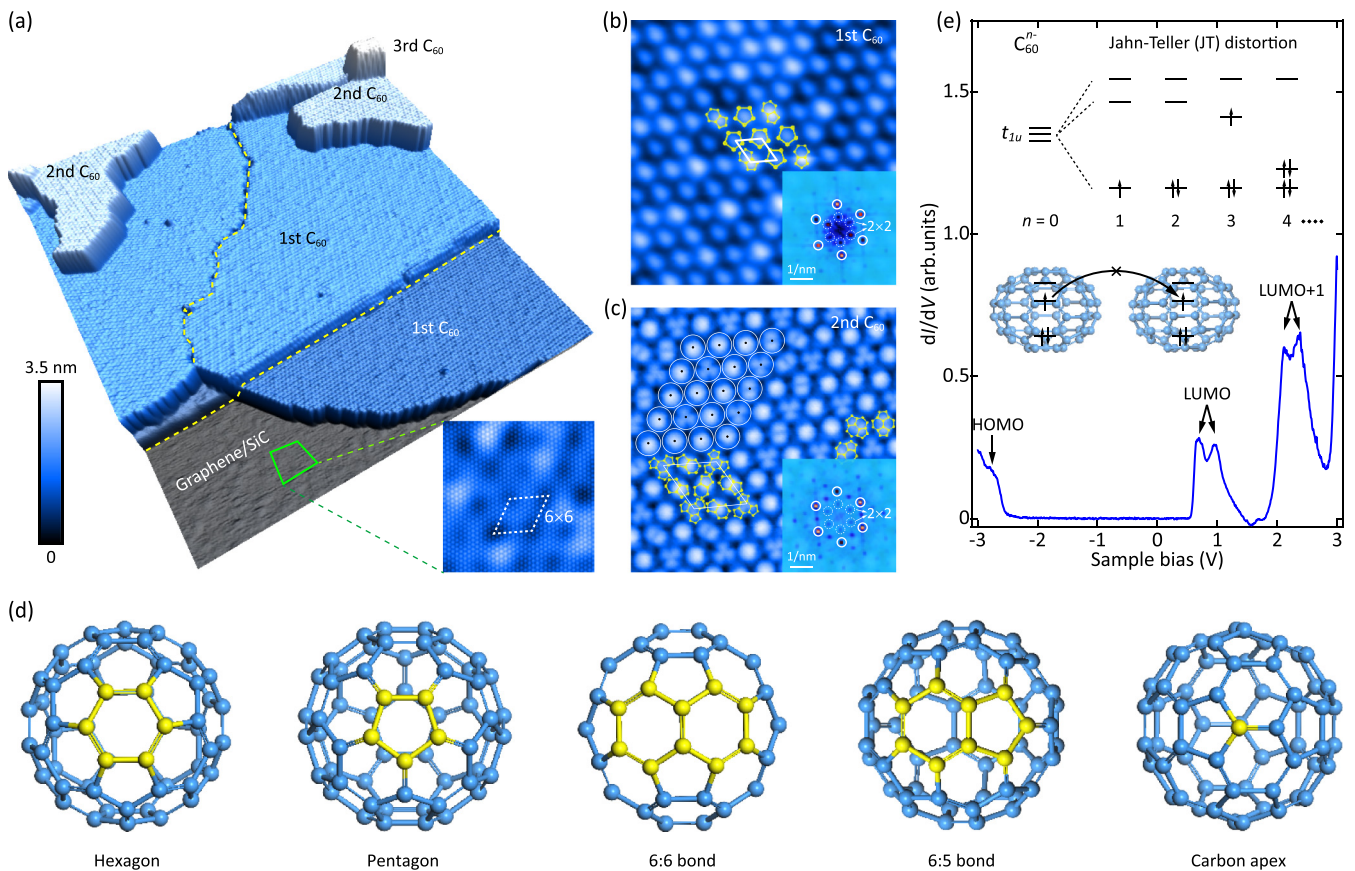 (a)
3rd C60
2nd C60
2nd C60
1st C60
1st C60
3.5 nm
0
Graphene/SiC
6×6
(b)
1st C60
2×2
1/nm
(c)
2nd C60
2×2
1/nm
(e)
C60n-
Jahn-Teller (JT) distortion
t1u
n = 0 1 2 3 4 ••••
LUMO+1
LUMO
HOMO
dI/dV (arb.units)
1.5
1.0
0.5
0
-3 -2 -1 0 1 2 3
Sample bias (V)
(d)
Hexagon Pentagon 6:6 bond 6:5 bond Carbon apex